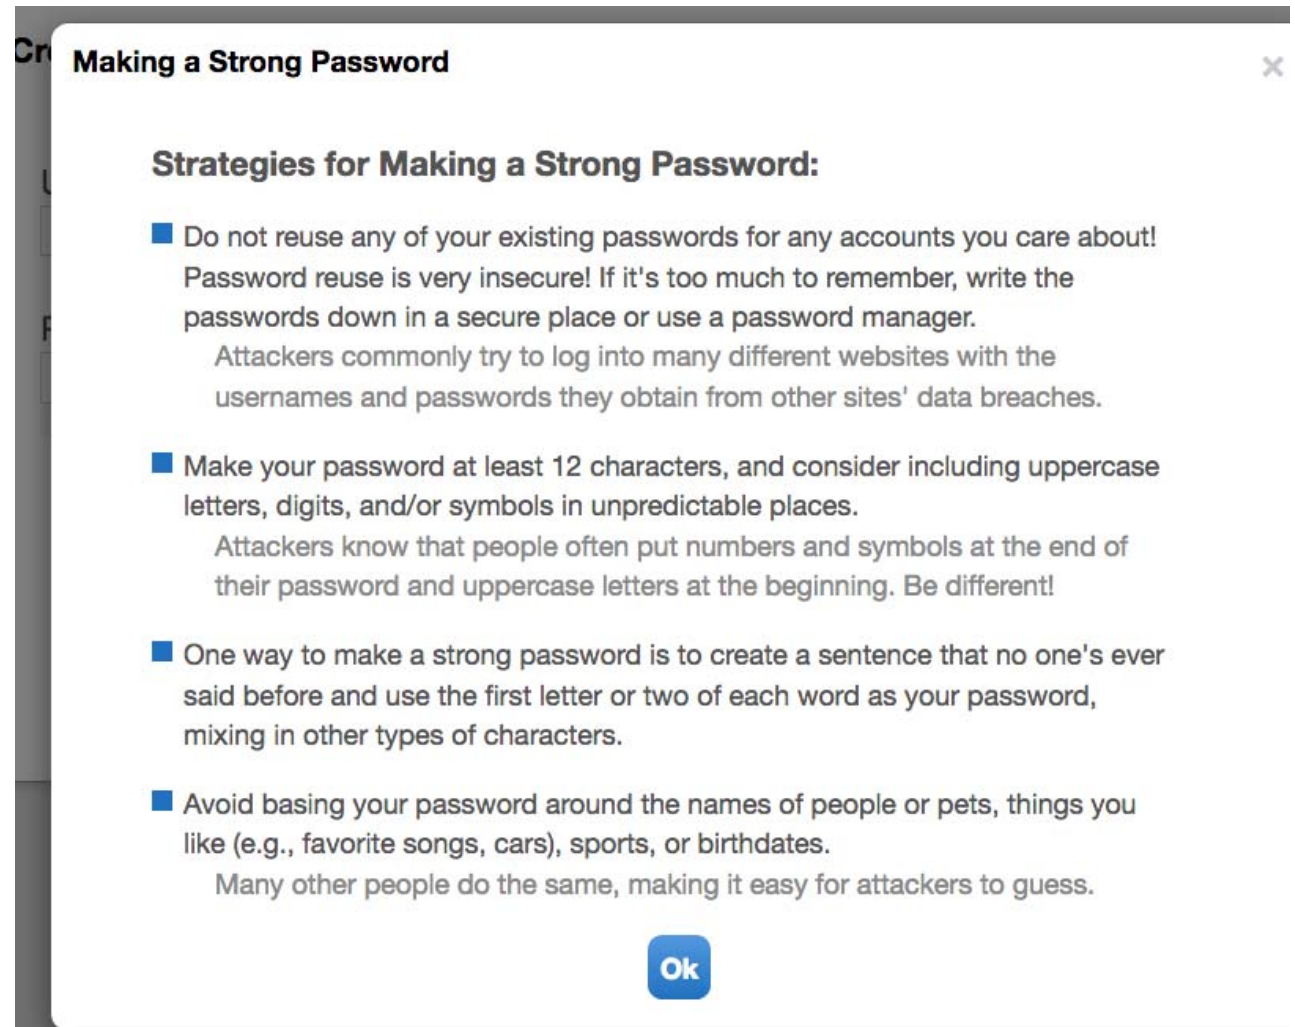 Cr
Making a Strong Password
×
Strategies for Making a Strong Password:
Do not reuse any of your existing passwords for any accounts you care about!
Password reuse is very insecure! If it's too much to remember, write the
passwords down in a secure place or use a password manager.
Attackers commonly try to log into many different websites with the
usernames and passwords they obtain from other sites' data breaches.
Make your password at least 12 characters, and consider including uppercase
letters, digits, and/or symbols in unpredictable places.
Attackers know that people often put numbers and symbols at the end of
their password and uppercase letters at the beginning. Be different!
One way to make a strong password is to create a sentence that no one's ever
said before and use the first letter or two of each word as your password,
mixing in other types of characters.
Avoid basing your password around the names of people or pets, things you
like (e.g., favorite songs, cars), sports, or birthdates.
Many other people do the same, making it easy for attackers to guess.
Ok